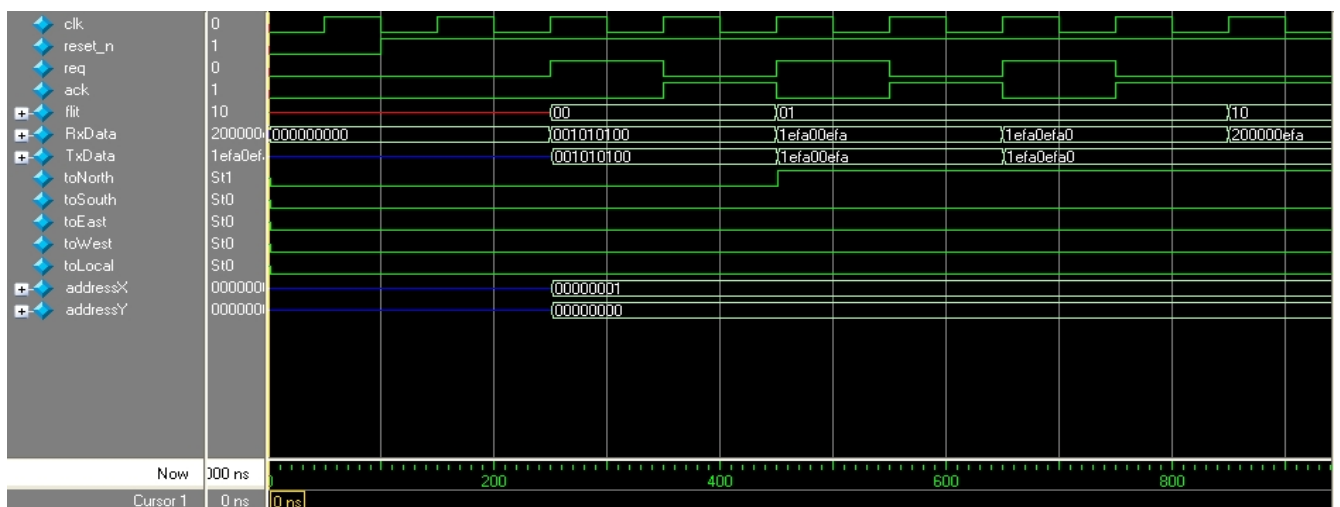 clk 0
reset_n 1
req 0
ack 1
flit 10 00 01 10
RxData 200000 000000000 001010100 1efa00efa 1efa0efa0 200000efa
TxData 1efa0ef. 001010100 1efa00efa 1efa0efa0
toNorth St1
toSouth St0
toEast St0
toWest St0
toLocal St0
addressX 000000 00000001
addressY 000000 00000000
Now 000 ns 200 400 600 800
Cursor 1 0 ns 0 ns